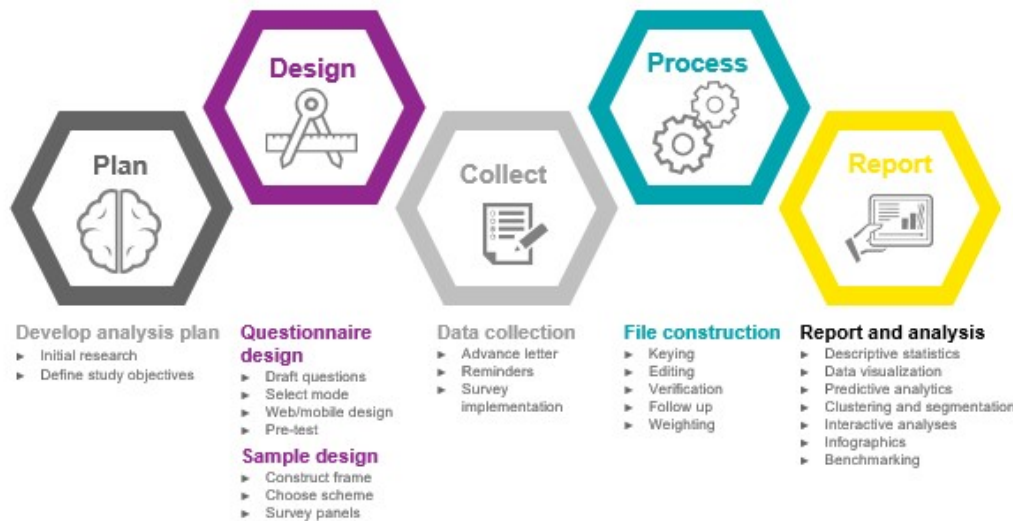 Plan
Design
Collect
Process
Report
Develop analysis plan
► Initial research
► Define study objectives
Questionnaire
design
► Draft questions
► Select mode
► Web/mobile design
► Pre-test
Sample design
► Construct frame
► Choose scheme
► Survey panels
Data collection
► Advance letter
► Reminders
► Survey
implementation
File construction
► Keying
► Editing
► Verification
► Follow up
► Weighting
Report and analysis
► Descriptive statistics
► Data visualization
► Predictive analytics
► Clustering and segmentation
► Interactive analyses
► Infographics
► Benchmarking